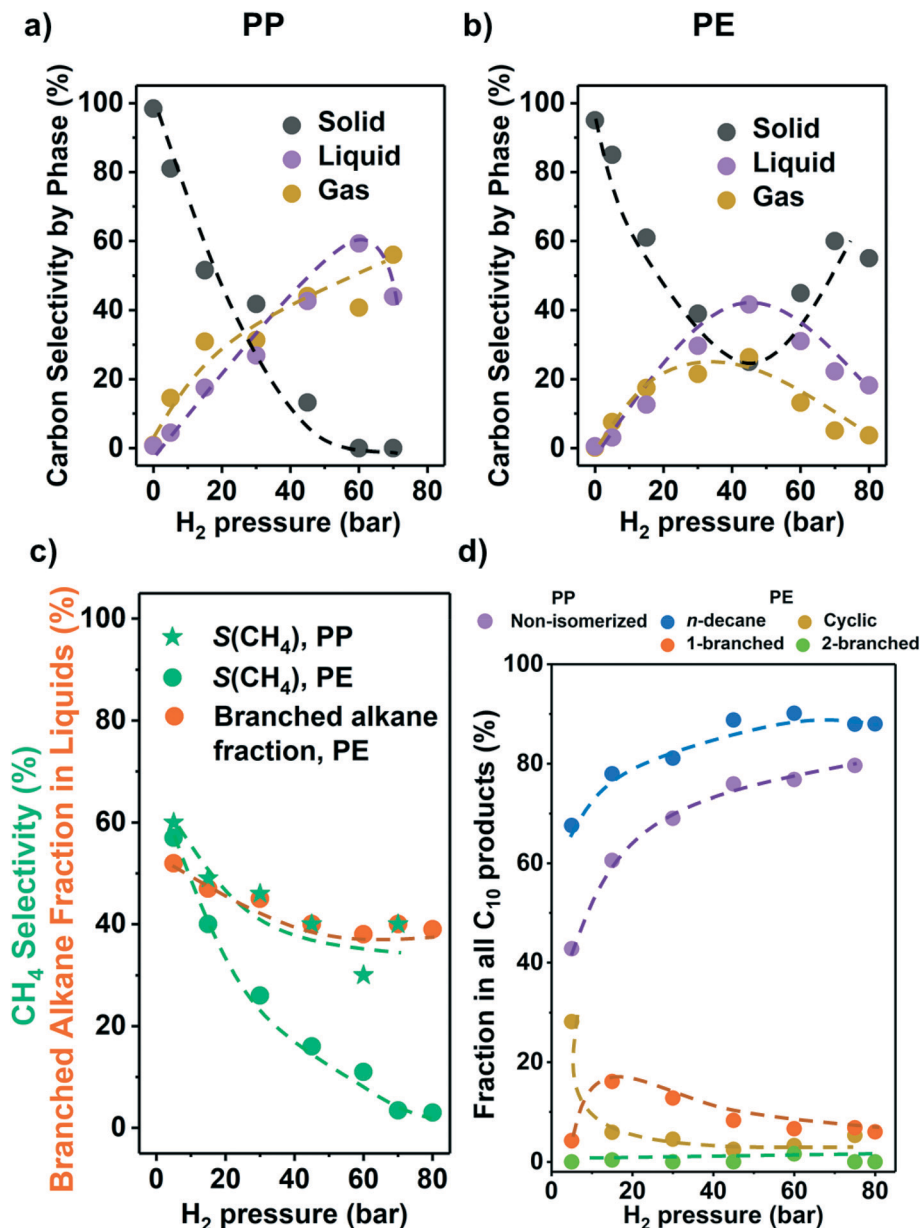 a)
PP
Carbon Selectivity by Phase (%)
100
80
60
40
20
0
Solid
Liquid
Gas
0 20 40 60 80
H₂ pressure (bar)
b)
PE
Carbon Selectivity by Phase (%)
100
80
60
40
20
0
Solid
Liquid
Gas
0 20 40 60 80
H₂ pressure (bar)
c)
CH₄ Selectivity (%)
Branched Alkane Fraction in Liquids (%)
100
80
60
40
20
0
S(CH₄), PP
S(CH₄), PE
Branched alkane
fraction, PE
0 20 40 60 80
H₂ pressure (bar)
d)
PP PE
Non-isomerized n-decane Cyclic
1-branched 2-branched
Fraction in all C₁₀ products (%)
100
80
60
40
20
0
0 20 40 60 80
H₂ pressure (bar)